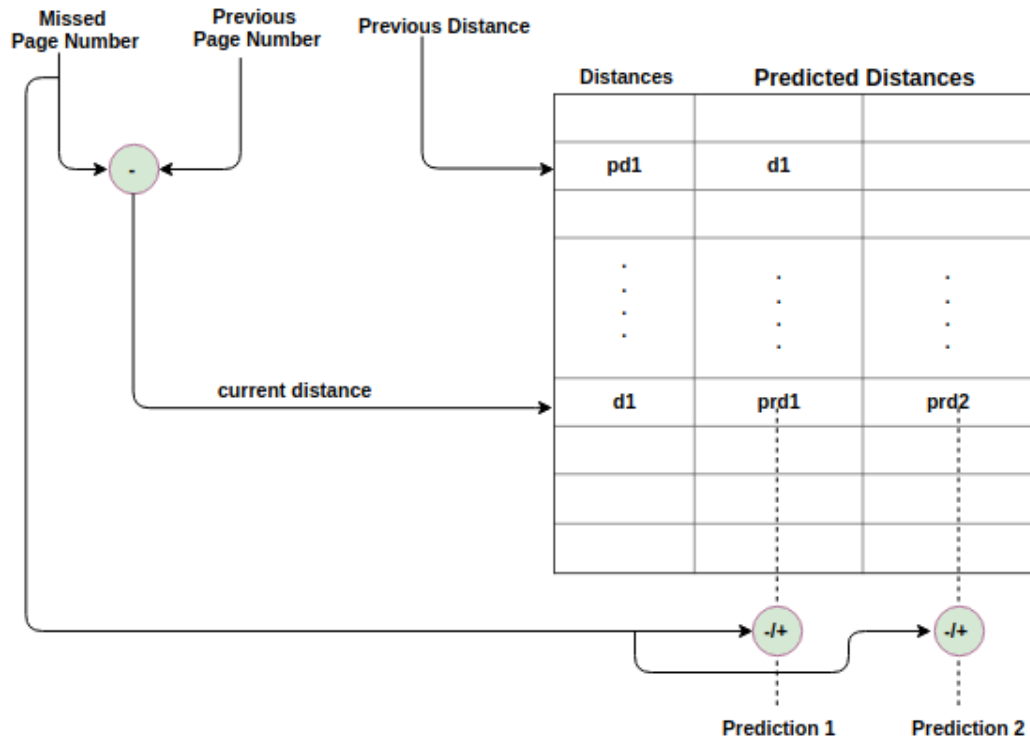 Missed
Page Number
Previous
Page Number
Previous Distance
Distances
Predicted Distances
-
pd1
d1
current distance
d1
prd1
prd2
-/+
-/+
Prediction 1
Prediction 2